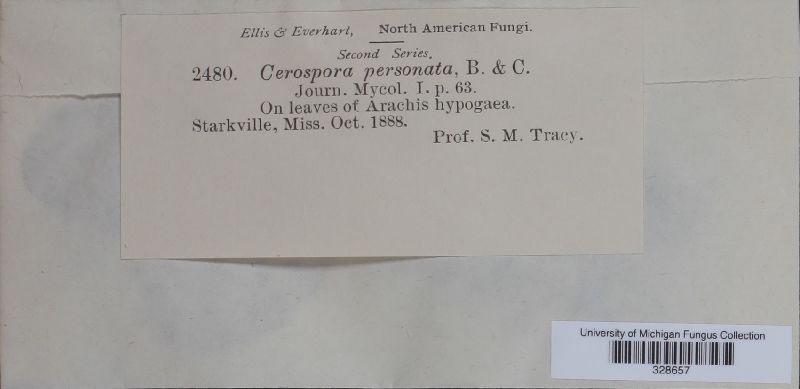 Ellis & Everhart, North American Fungi.
Second Series.
2480. Cerospora personata, B. & C.
Journ. Mycol. I. p. 63.
On leaves of Arachis hypogaea.
Starkville, Miss. Oct. 1888.
Prof. S. M. Tracy.
University of Michigan Fungus Collection
328657